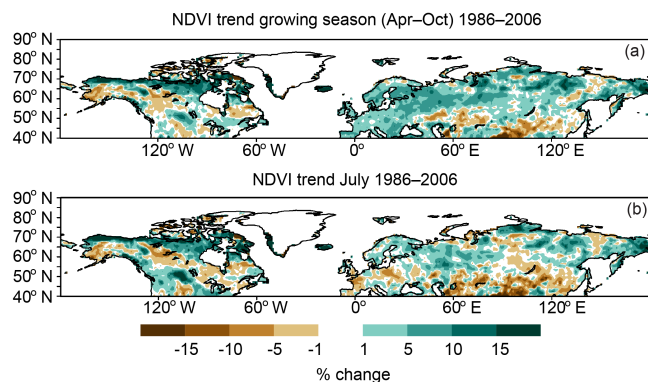 NDVI trend growing season (Apr–Oct) 1986–2006
90° N
80° N
70° N
60° N
50° N
40° N
(a)
120° W
60° W
0°
60° E
120° E
NDVI trend July 1986–2006
90° N
80° N
70° N
60° N
50° N
40° N
(b)
120° W
60° W
0°
60° E
120° E
-15 -10 -5 -1 1 5 10 15
% change